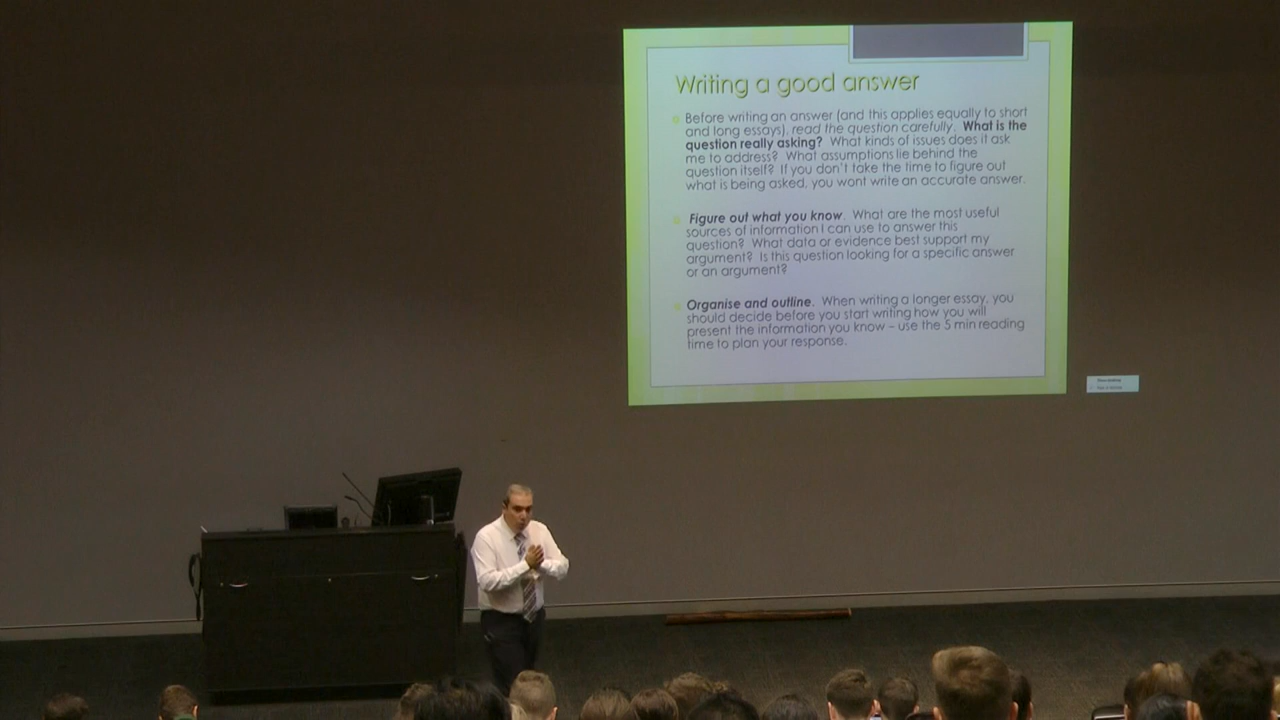 Writing a good answer
Before writing an answer (and this applies equally to short
and long essays), read the question carefully. What is the
question really asking? What kinds of issues does it ask
me to address? What assumptions lie behind the
question itself? If you don't take the time to figure out
what is being asked, you wont write an accurate answer.
Figure out what you know. What are the most useful
sources of information I can use to answer this
question? What data or evidence best support my
argument? Is this question looking for a specific answer
or an argument?
Organise and outline. When writing a longer essay, you
should decide before you start writing how you will
present the information you know – use the 5 min reading
time to plan your response.